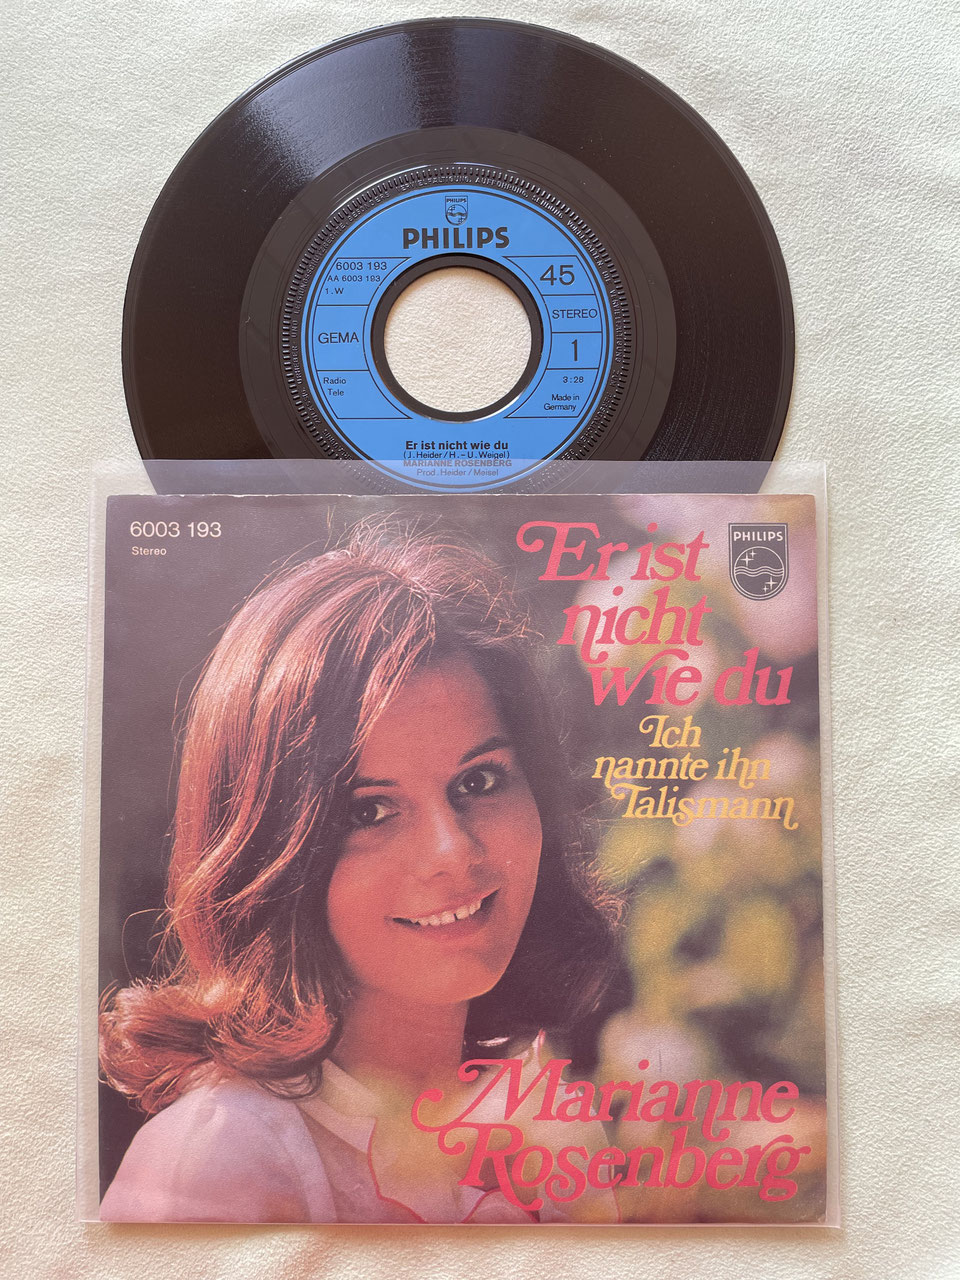 PHILIPS
PHILIPS
6003 193
AA 6003 193
1. W
45
STEREO
GEMA
1
Radio
Tele
3:28
Made in
Germany
Er ist nicht wie du
(J. Heider / H. - U. Weigel)
MARIANNE ROSENBERG
Prod. Heider / Meisel
6003 193
Stereo
PHILIPS
Er ist
nicht
wie du
Ich
nannte ihn
Talismann
Marianne
Rosenberg